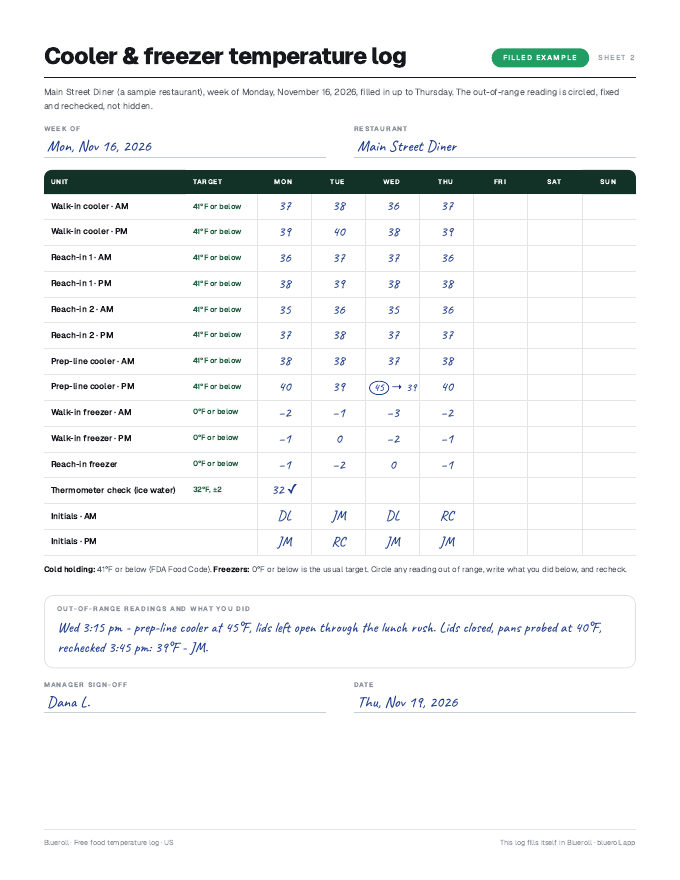 Cooler & freezer temperature log
FILLED EXAMPLE SHEET 2
Main Street Diner (a sample restaurant), week of Monday, November 16, 2026, filled in up to Thursday. The out-of-range reading is circled, fixed
and rechecked, not hidden.
WEEK OF RESTAURANT
Mon, Nov 16, 2026 Main Street Diner
UNIT TARGET MON TUE WED THU FRI SAT SUN
Walk-in cooler · AM 41°F or below 37 38 36 37
Walk-in cooler · PM 41°F or below 39 40 38 39
Reach-in 1 · AM 41°F or below 36 37 37 36
Reach-in 1 · PM 41°F or below 38 39 38 38
Reach-in 2 · AM 41°F or below 35 36 35 36
Reach-in 2 · PM 41°F or below 37 38 37 37
Prep-line cooler · AM 41°F or below 38 38 37 38
Prep-line cooler · PM 41°F or below 40 39 45 → 39 40
Walk-in freezer · AM 0°F or below −2 −1 −3 −2
Walk-in freezer · PM 0°F or below −1 0 −2 −1
Reach-in freezer 0°F or below −1 −2 0 −1
Thermometer check (ice water) 32°F, ±2 32 ✓
Initials · AM DL JM DL RC
Initials · PM JM RC JM JM
Cold holding: 41°F or below (FDA Food Code). Freezers: 0°F or below is the usual target. Circle any reading out of range, write what you did below, and recheck.
OUT-OF-RANGE READINGS AND WHAT YOU DID
Wed 3:15 pm - prep-line cooler at 45°F, lids left open through the lunch rush. Lids closed, pans probed at 40°F,
rechecked 3:45 pm: 39°F - JM.
MANAGER SIGN-OFF DATE
Dana L. Thu, Nov 19, 2026
Blueroll · Free food temperature log · US This log fills itself in Blueroll · blueroll.app